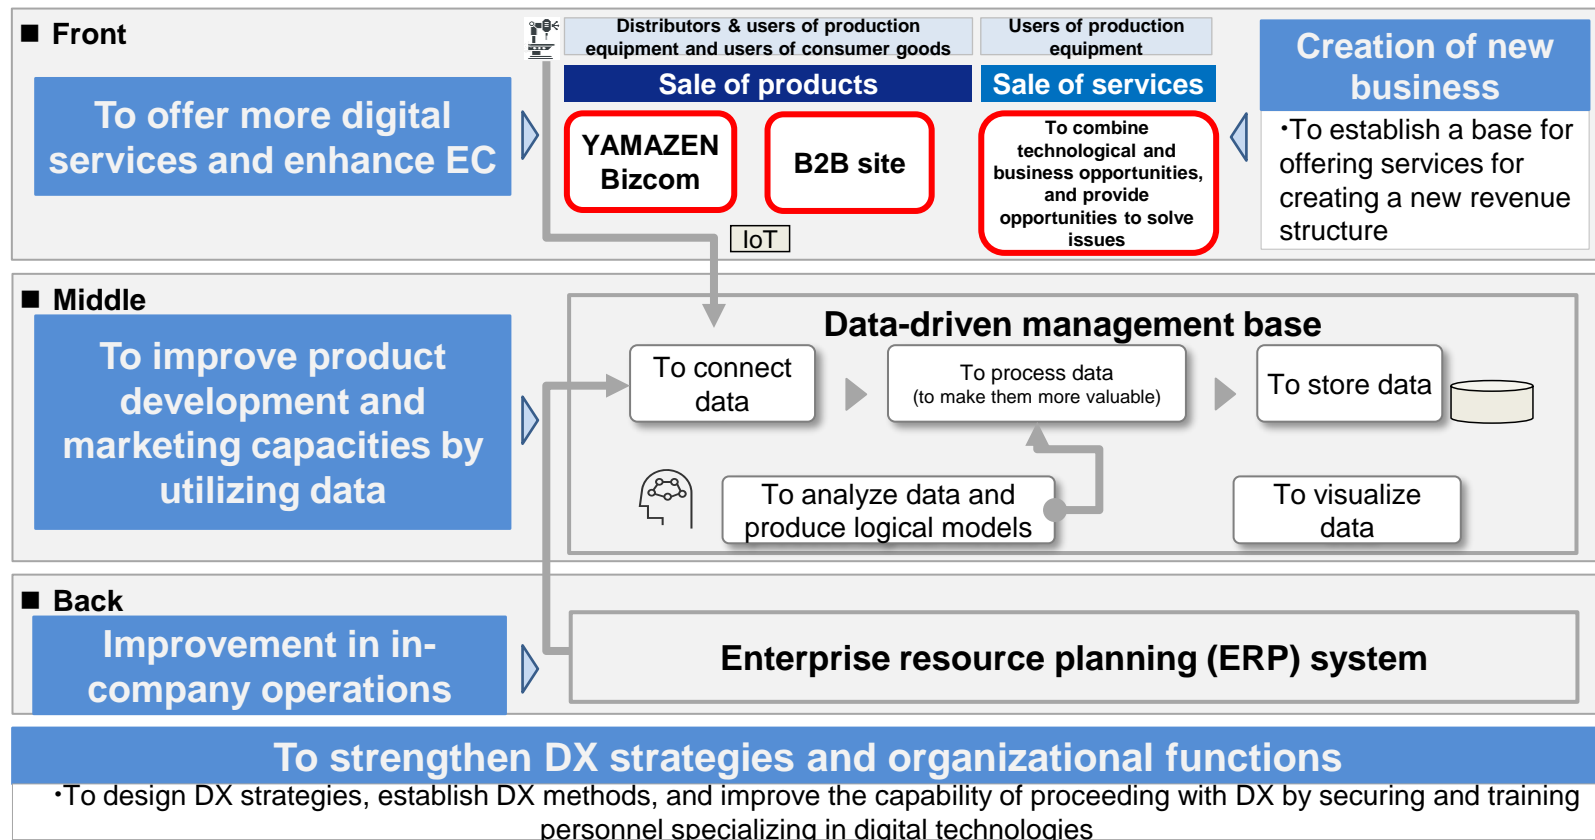 ■ Front
To offer more digital
services and enhance EC
Distributors & users of production
equipment and users of consumer goods
Sale of products
YAMAZEN
Bizcom
B2B site
Users of production
equipment
Sale of services
To combine
technological and
business opportunities,
and provide
opportunities to solve
issues
Creation of new
business
・To establish a base for
offering services for
creating a new revenue
structure
IoT
■ Middle
To improve product
development and
marketing capacities by
utilizing data
Data-driven management base
To connect
data
To process data
(to make them more valuable)
To store data
To analyze data and
produce logical models
To visualize
data
■ Back
Improvement in in-
company operations
Enterprise resource planning (ERP) system
To strengthen DX strategies and organizational functions
・To design DX strategies, establish DX methods, and improve the capability of proceeding with DX by securing and training
personnel specializing in digital technologies